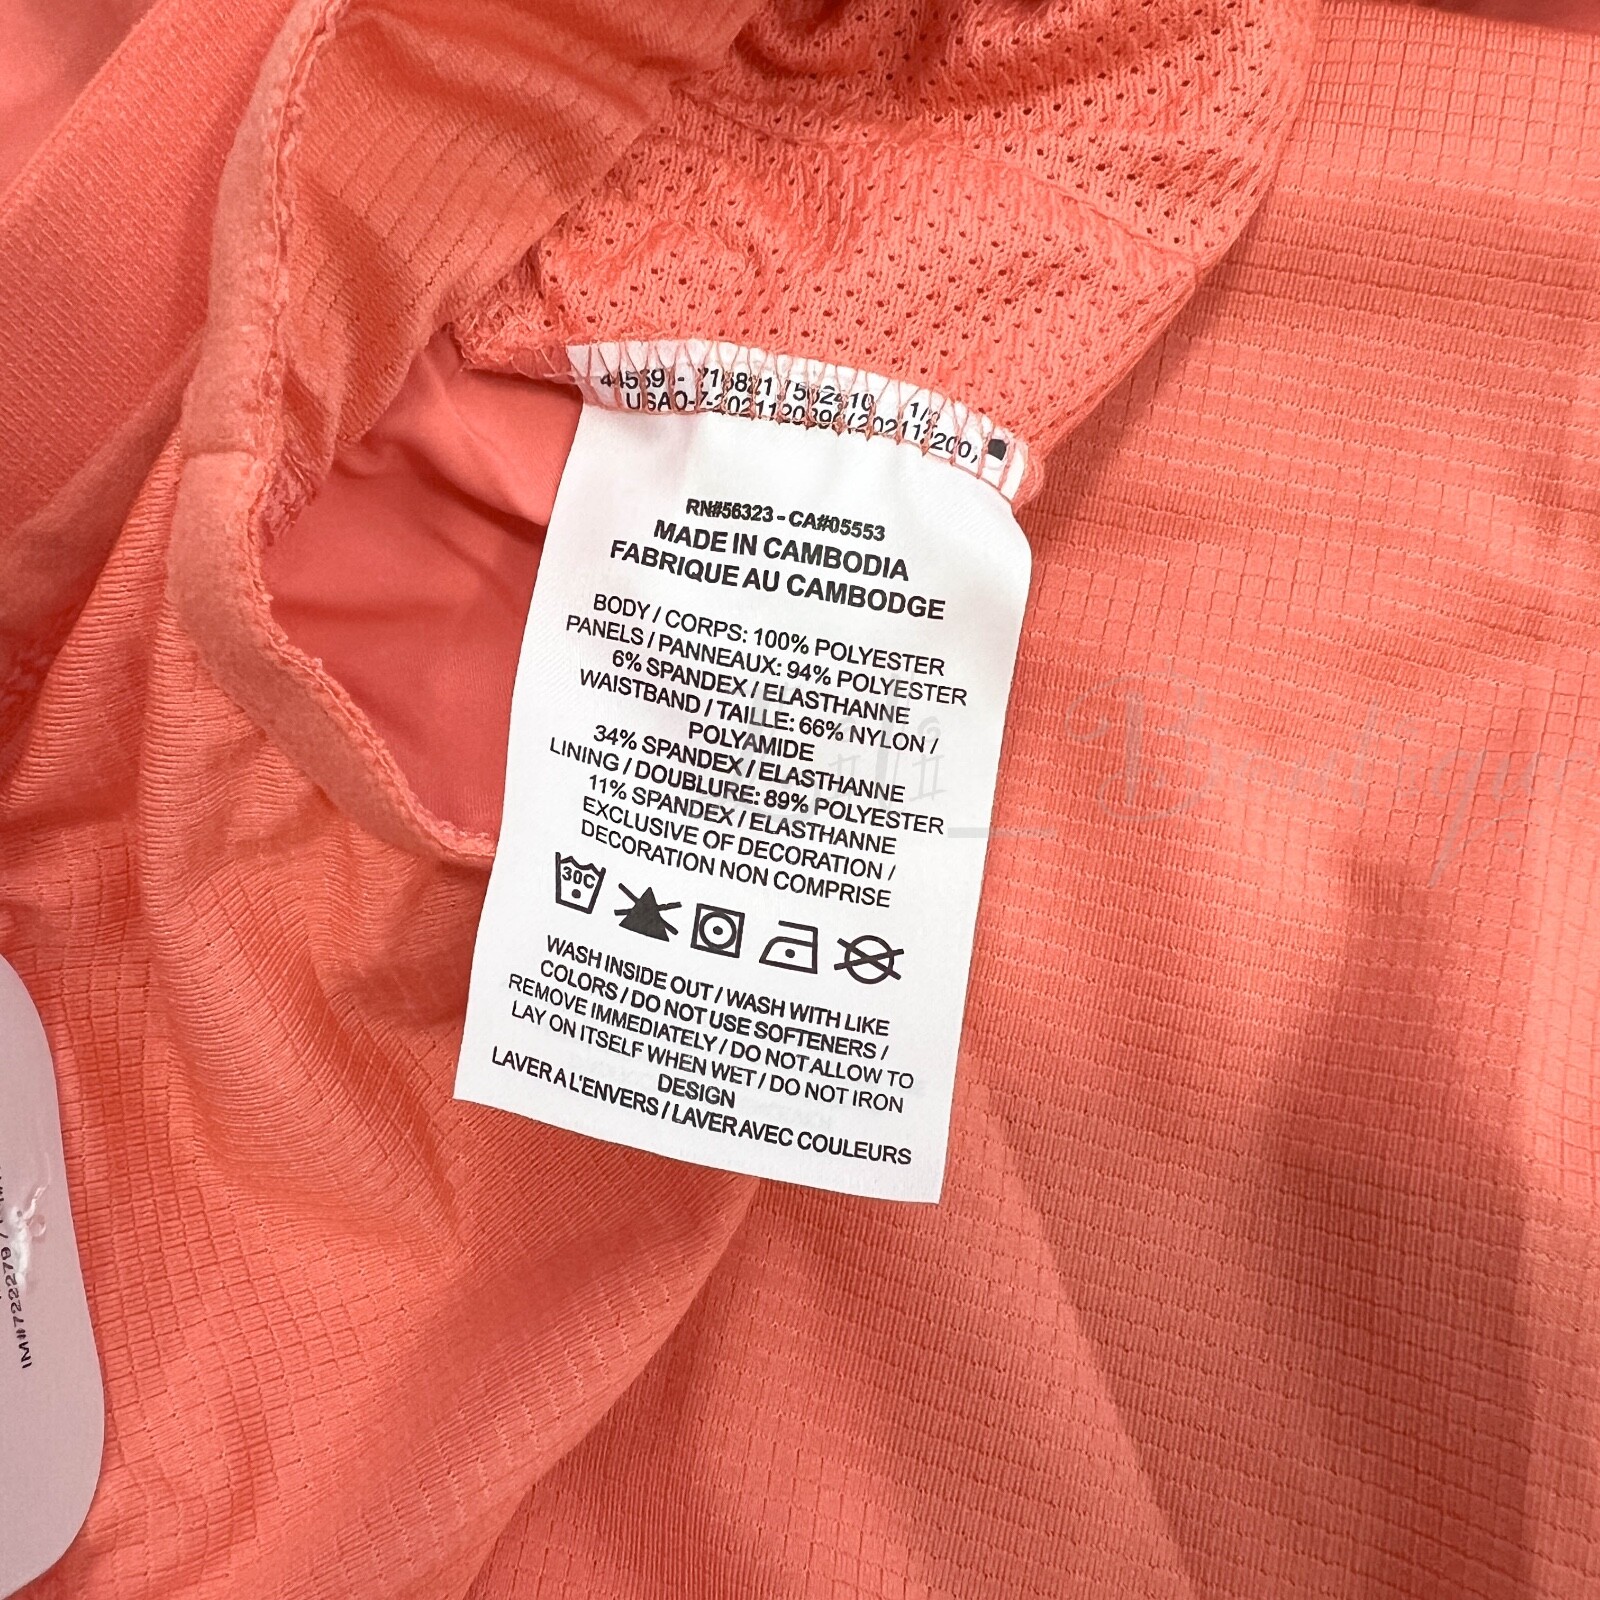 RN#56323 - CA#05553
MADE IN CAMBODIA
FABRIQUE AU CAMBODGE
BODY / CORPS: 100% POLYESTER
PANELS / PANNEAUX: 94% POLYESTER
6% SPANDEX / ELASTHANNE
WAISTBAND / TAILLE: 66% NYLON /
POLYAMIDE
34% SPANDEX / ELASTHANNE
LINING / DOUBLURE: 89% POLYESTER
11% SPANDEX / ELASTHANNE
EXCLUSIVE OF DECORATION /
DECORATION NON COMPRISE
30C
WASH INSIDE OUT / WASH WITH LIKE
COLORS / DO NOT USE SOFTENERS /
REMOVE IMMEDIATELY / DO NOT ALLOW TO
LAY ON ITSELF WHEN WET / DO NOT IRON
DESIGN
LAVER A L'ENVERS / LAVER AVEC COULEURS